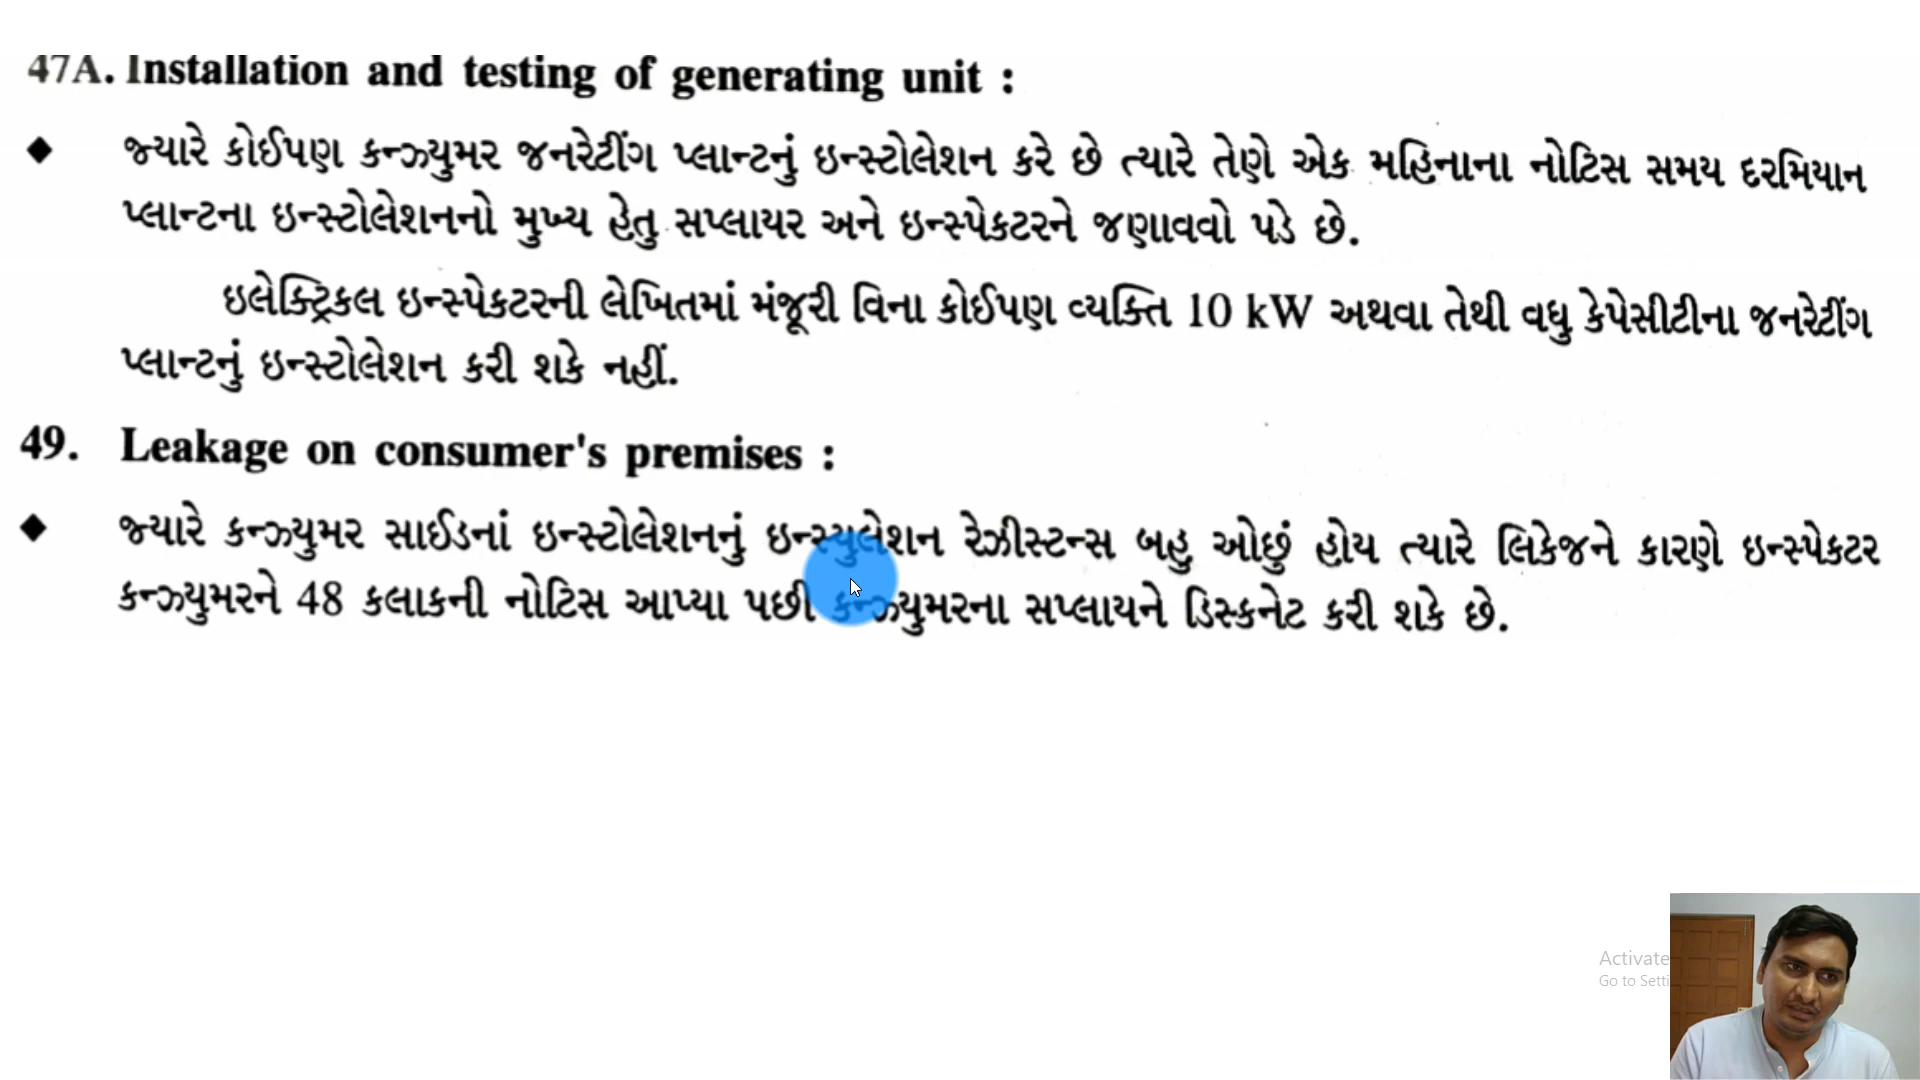 47A. Installation and testing of generating unit :
◆ જ્યારે કોઈપણ કન્ઝ્યુમર જનરેટીંગ પ્લાન્ટનું ઇન્સ્ટોલેશન કરે છે ત્યારે તેણે એક મહિનાના નોટિસ સમય દરમિયાન
પ્લાન્ટના ઇન્સ્ટોલેશનનો મુખ્ય હેતુ સપ્લાયર અને ઇન્સ્પેક્ટરને જણાવવો પડે છે.
ઇલેક્ટ્રિકલ ઇન્સ્પેકટરની લેખિતમાં મંજૂરી વિના કોઈપણ વ્યક્તિ 10 kW અથવા તેથી વધુ કેપેસીટીના જનરેટીંગ
પ્લાન્ટનું ઇન્સ્ટોલેશન કરી શકે નહીં.
49. Leakage on consumer's premises :
◆ જ્યારે કન્ઝ્યુમર સાઈડનાં ઇન્સ્ટોલેશનનું ઇન્સ્યુલેશન રેઝીસ્ટન્સ બહુ ઓછું હોય ત્યારે લિકેજને કારણે ઇન્સ્પેકટર
કન્ઝ્યુમરને 48 કલાકની નોટિસ આપ્યા પછી કન્ઝ્યુમરના સપ્લાયને ડિસ્કનેટ કરી શકે છે.
Activate
Go to Setti